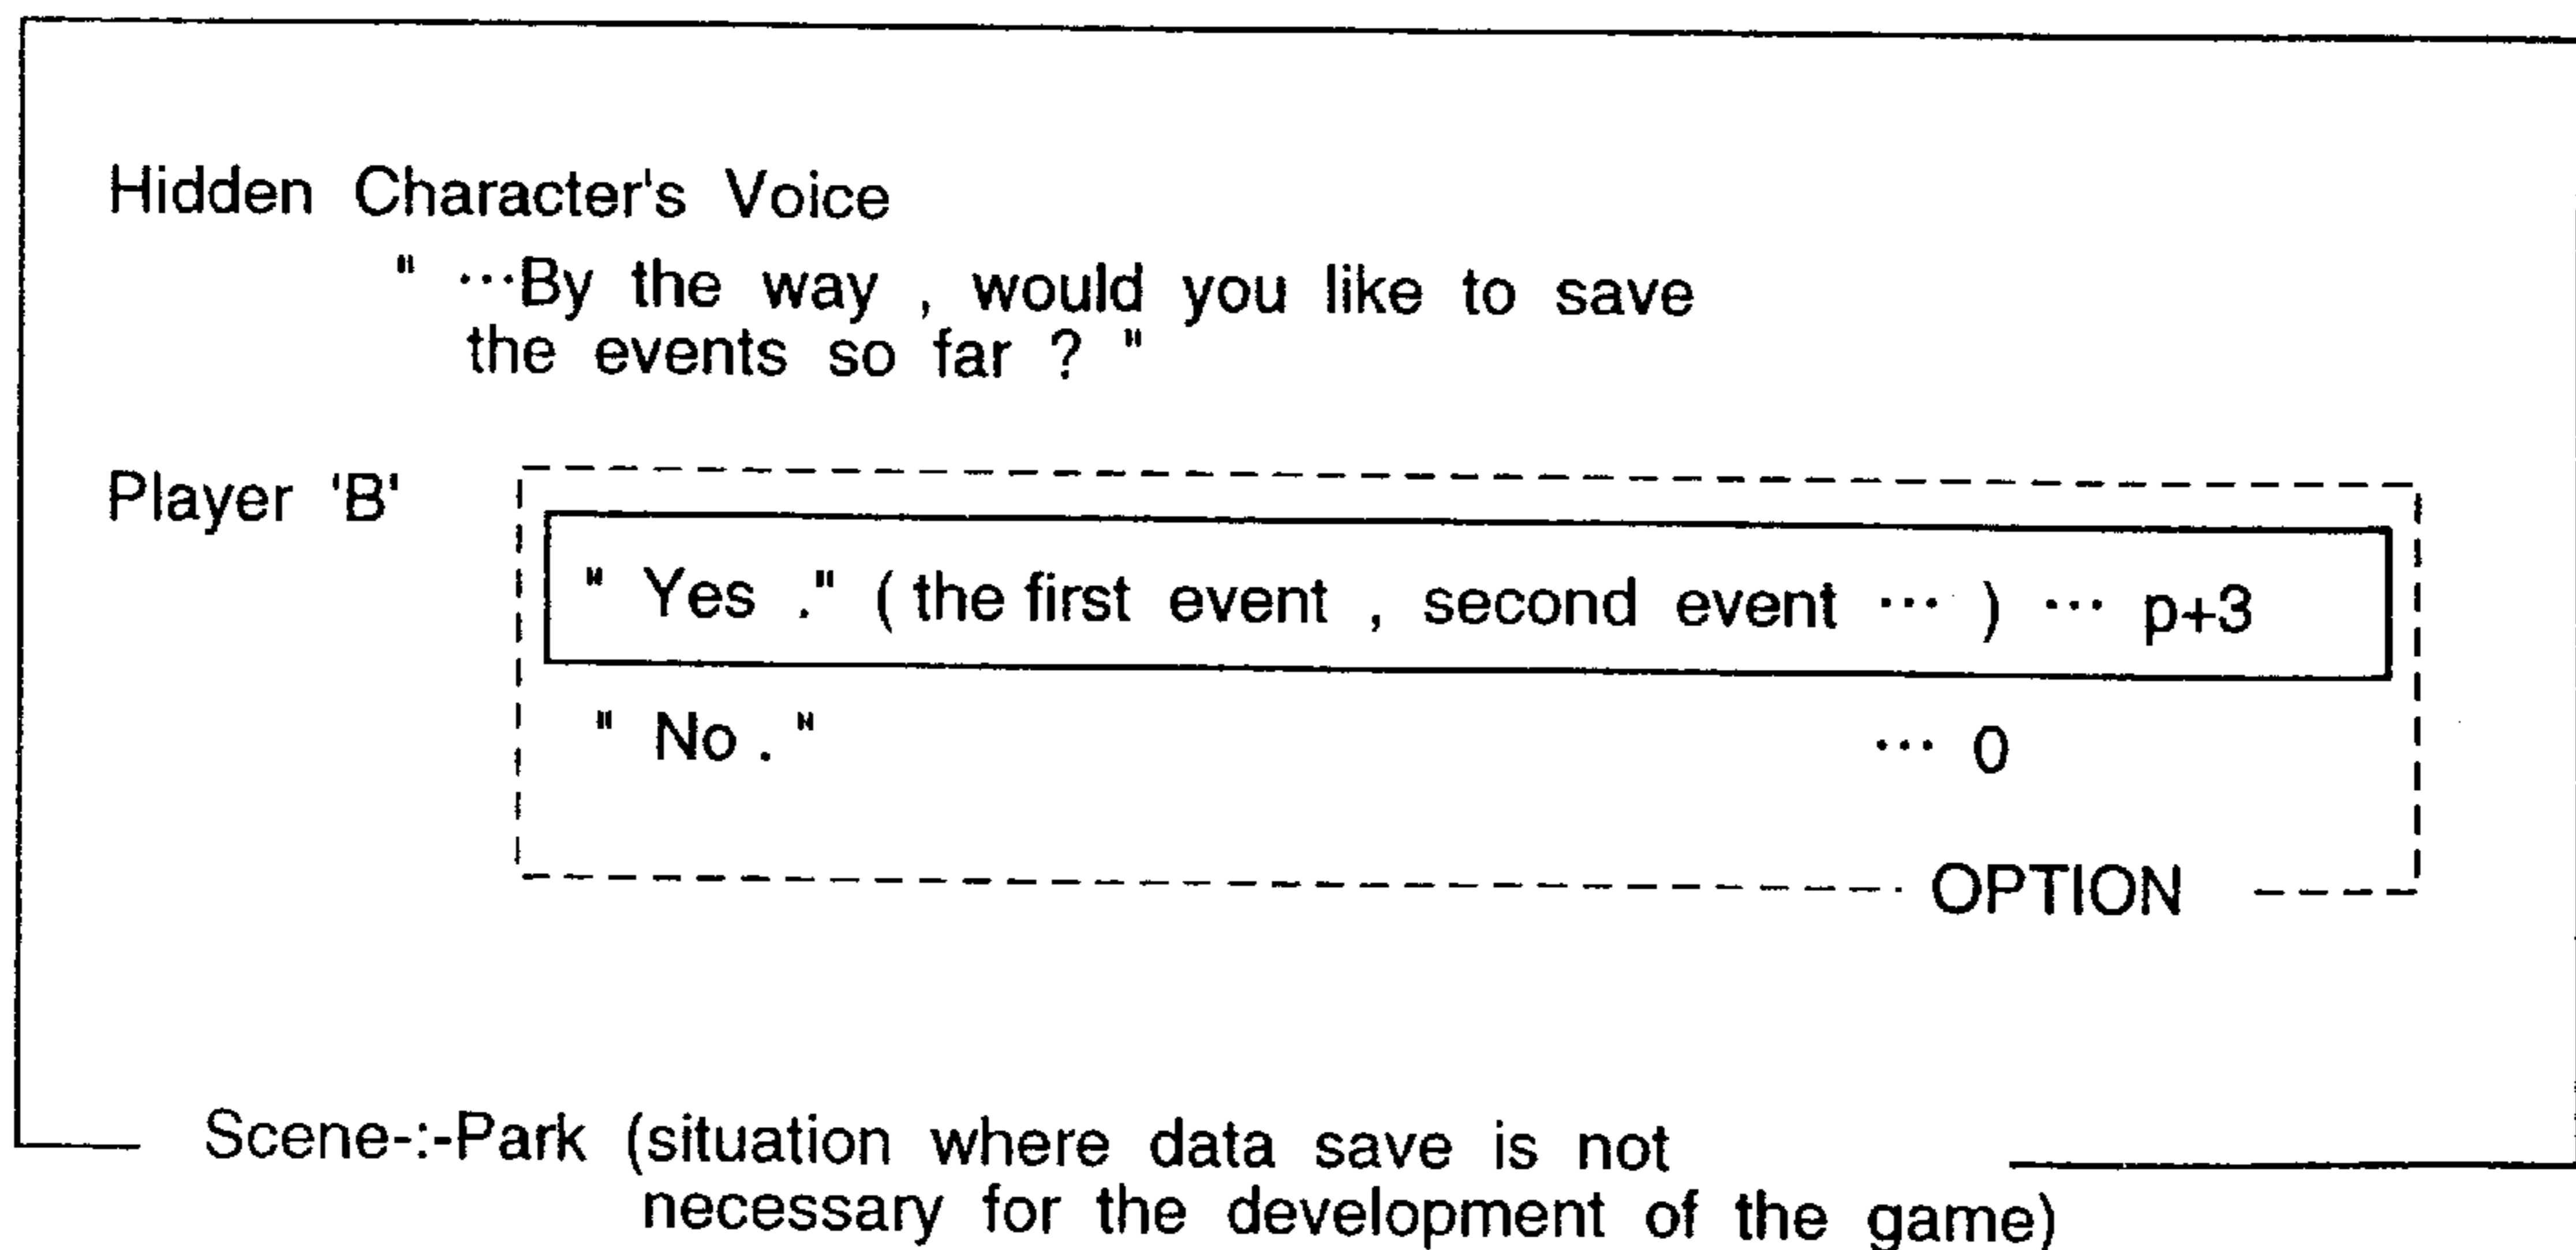 Hidden Character's Voice
" ···By the way , would you like to save
the events so far ? "
Player 'B'
" Yes ." ( the first event , second event ··· ) ··· p+3
" No . " ··· 0
OPTION
Scene-:-Park (situation where data save is not
necessary for the development of the game)